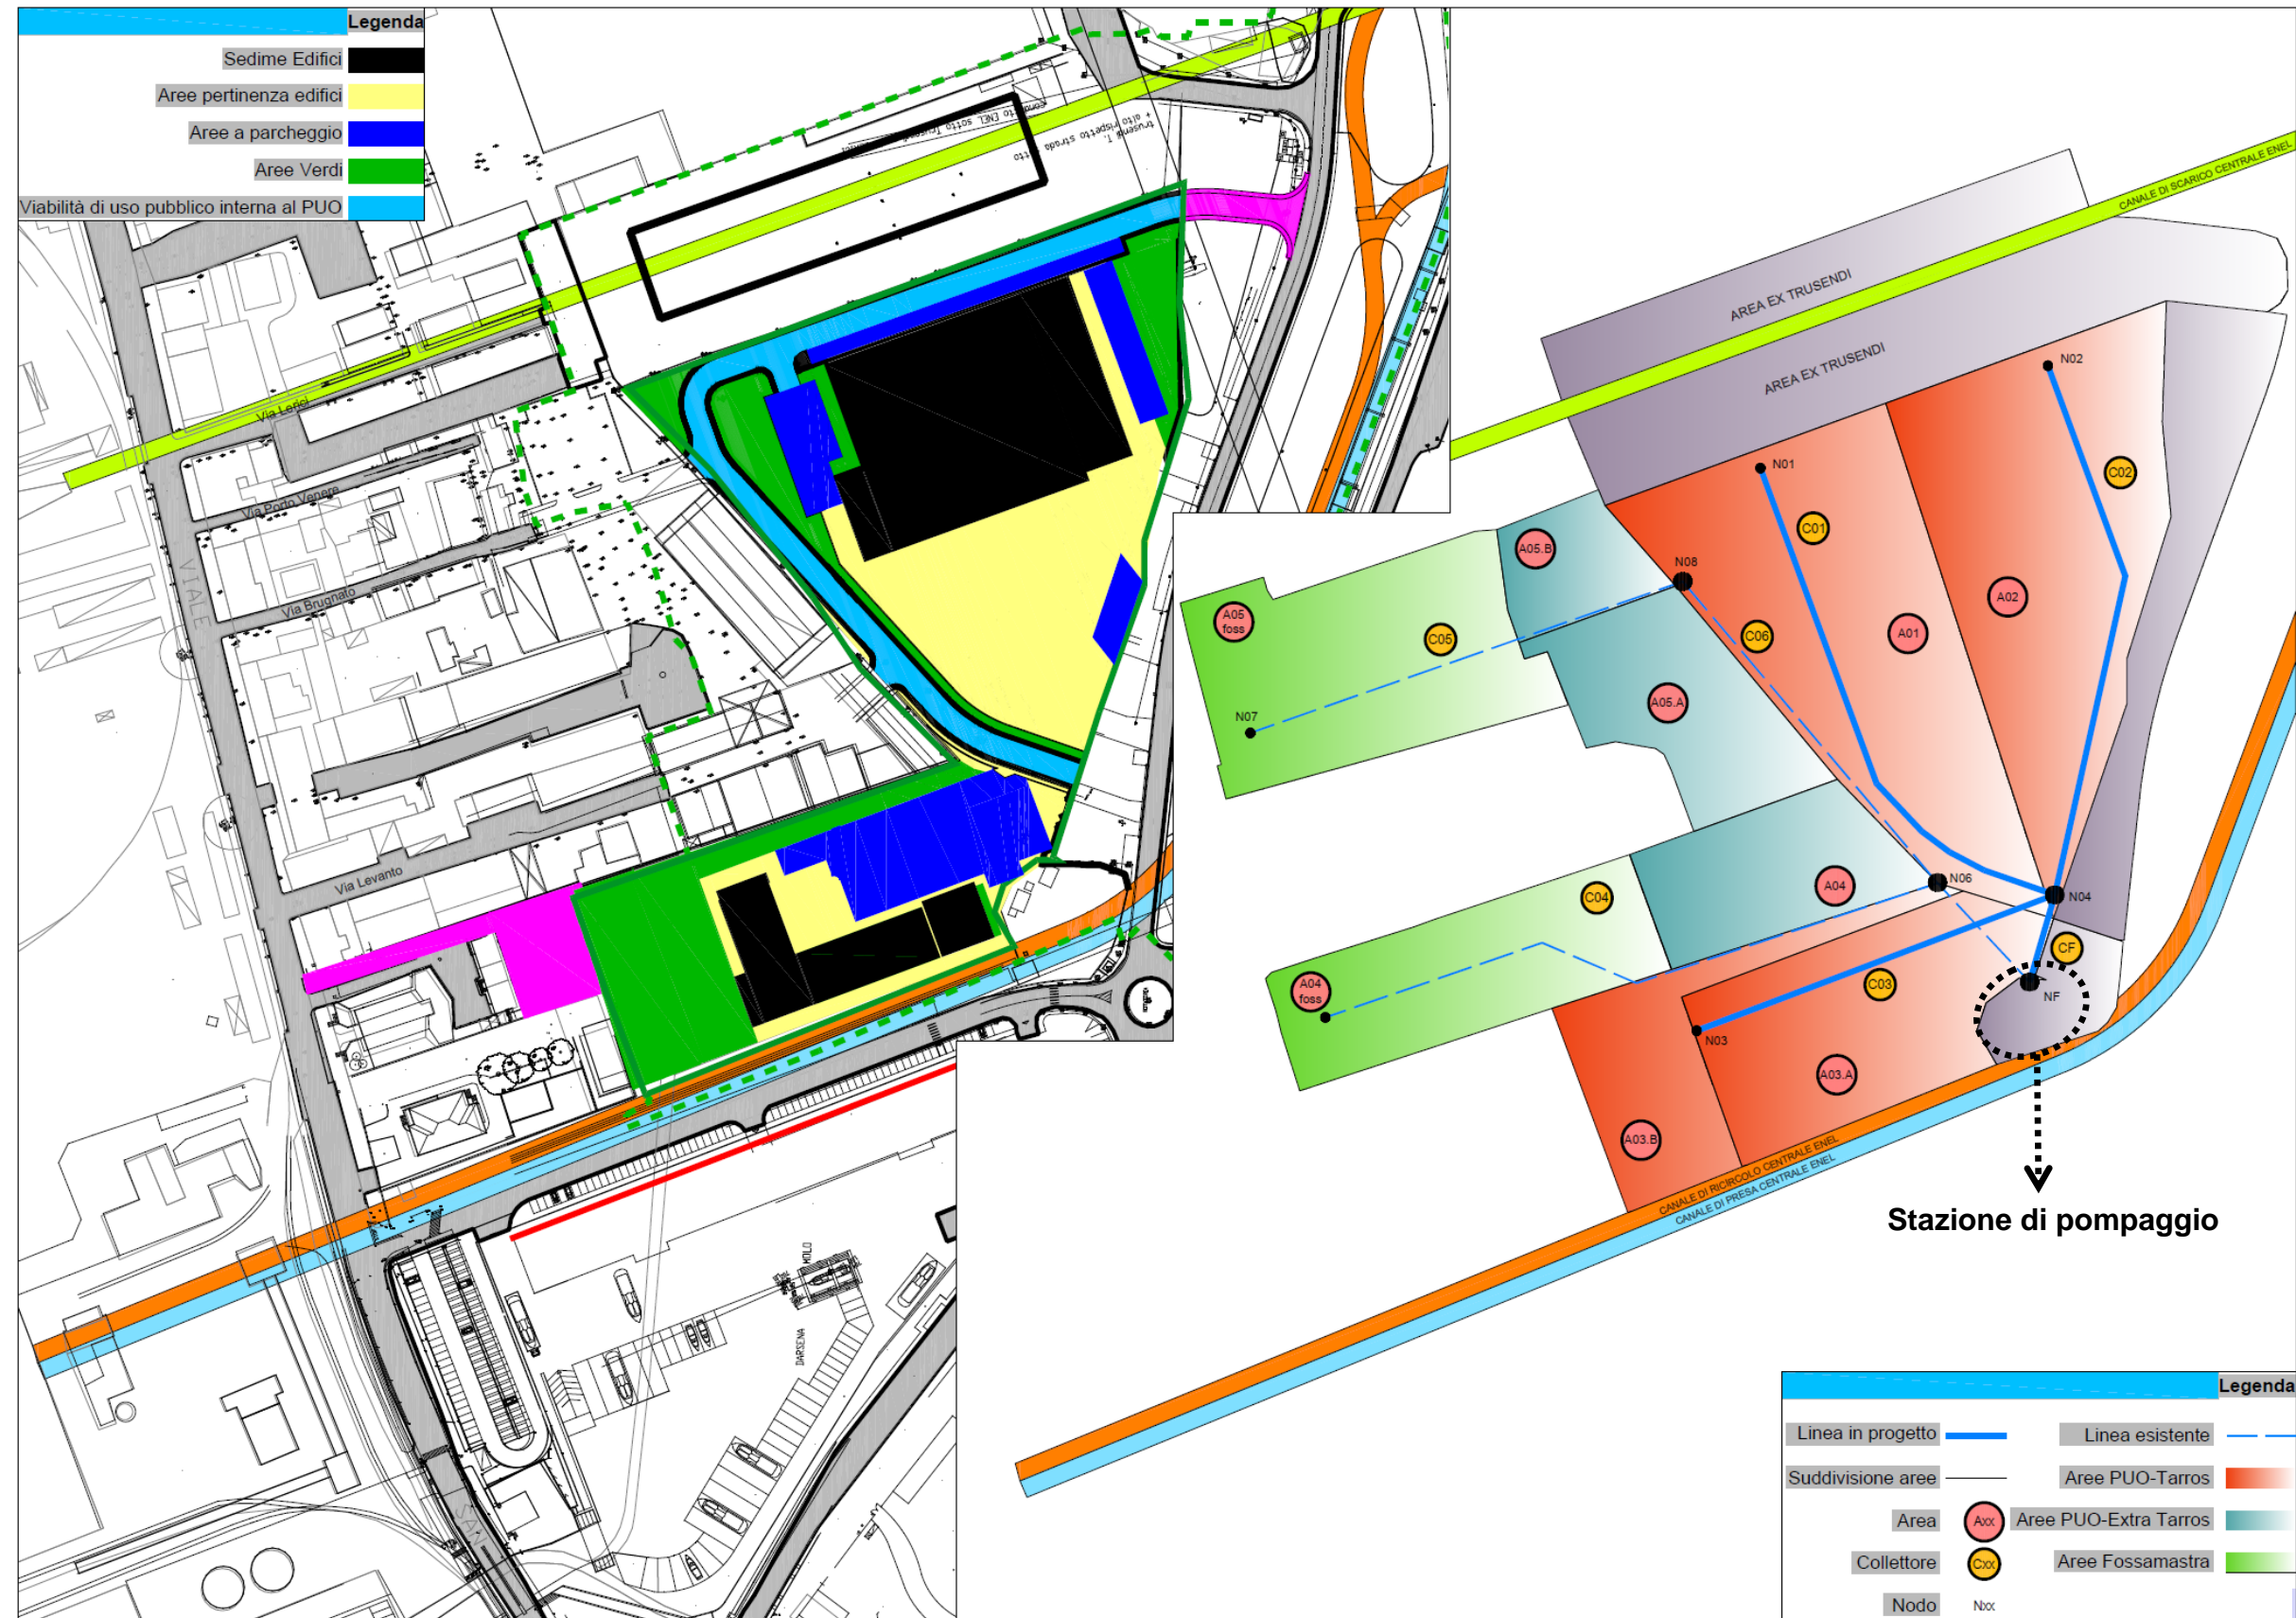 Legenda
Sedime Edifici
Aree pertinenza edifici
Aree a parcheggio
Aree Verdi
Viabilità di uso pubblico interna al PUO
Via Lerici
Via Porto Venere
Via Brugnato
Via Levanto
VIALE
SAN
MOLO
DARSENA
CANALE DI SCARICO CENTRALE ENEL
AREA EX TRUSENDI
AREA EX TRUSENDI
N02
N01
C02
C01
A05.B
N08
A02
A05
foss
C05
C06
A01
A05.A
N07
N06
A04
C04
N04
CF
A04
foss
C03
NF
N03
A03.A
A03.B
CANALE DI RICIRCOLO CENTRALE ENEL
CANALE DI PRESA CENTRALE ENEL
Stazione di pompaggio
Legenda
Linea in progetto
Linea esistente
Suddivisione aree
Aree PUO-Tarros
Area
Axx
Aree PUO-Extra Tarros
Collettore
Cxx
Aree Fossamastra
Nodo
Nxx